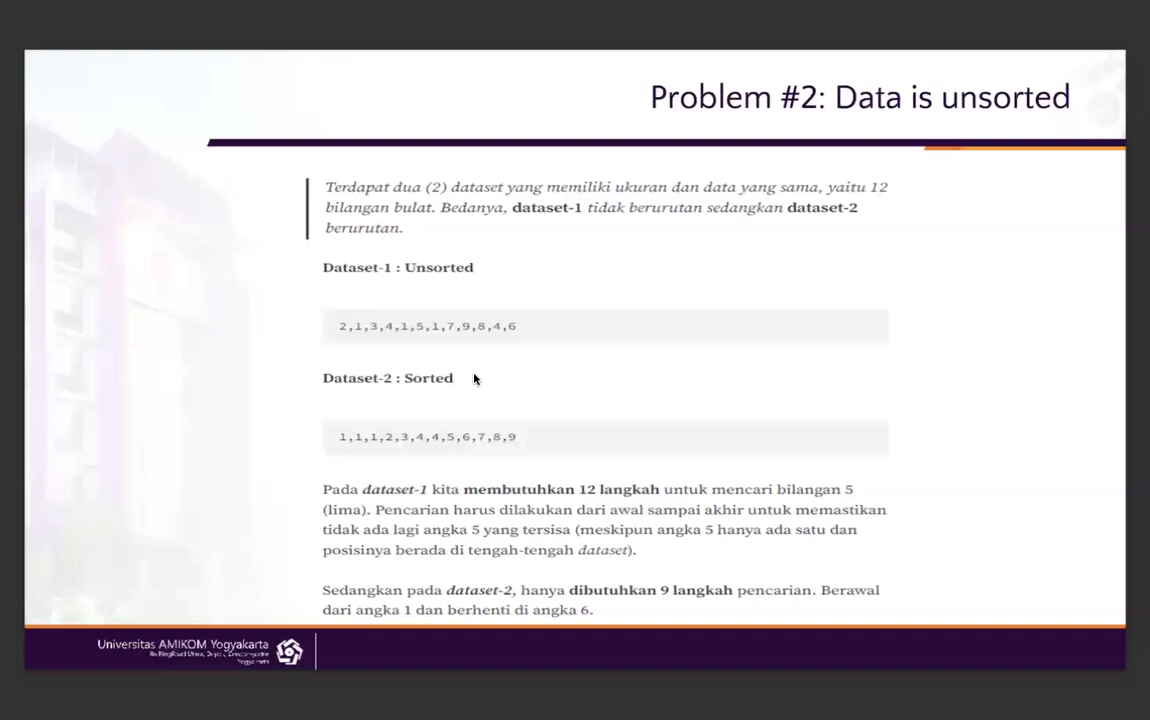 Problem #2: Data is unsorted
Terdapat dua (2) dataset yang memiliki ukuran dan data yang sama, yaitu 12
bilangan bulat. Bedanya, dataset-1 tidak berurutan sedangkan dataset-2
berurutan.
Dataset-1 : Unsorted
2,1,3,4,1,5,1,7,9,8,4,6
Dataset-2 : Sorted
1,1,1,2,3,4,4,5,6,7,8,9
Pada dataset-1 kita membutuhkan 12 langkah untuk mencari bilangan 5
(lima). Pencarian harus dilakukan dari awal sampai akhir untuk memastikan
tidak ada lagi angka 5 yang tersisa (meskipun angka 5 hanya ada satu dan
posisinya berada di tengah-tengah dataset).
Sedangkan pada dataset-2, hanya dibutuhkan 9 langkah pencarian. Berawal
dari angka 1 dan berhenti di angka 6.
Universitas AMIKOM Yogyakarta
Yogyakarta